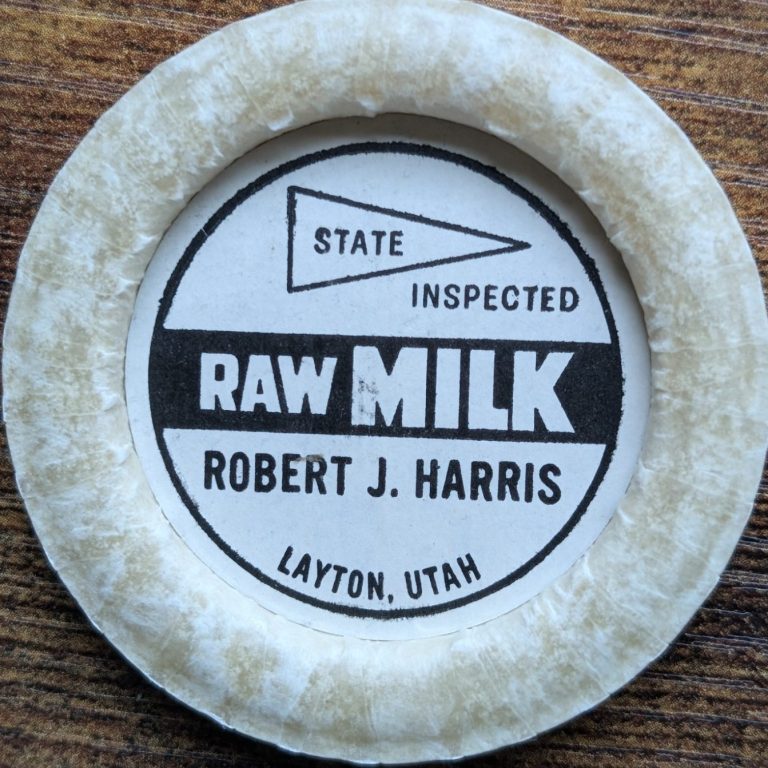 STATE
INSPECTED
RAW MILK
ROBERT J. HARRIS
LAYTON, UTAH